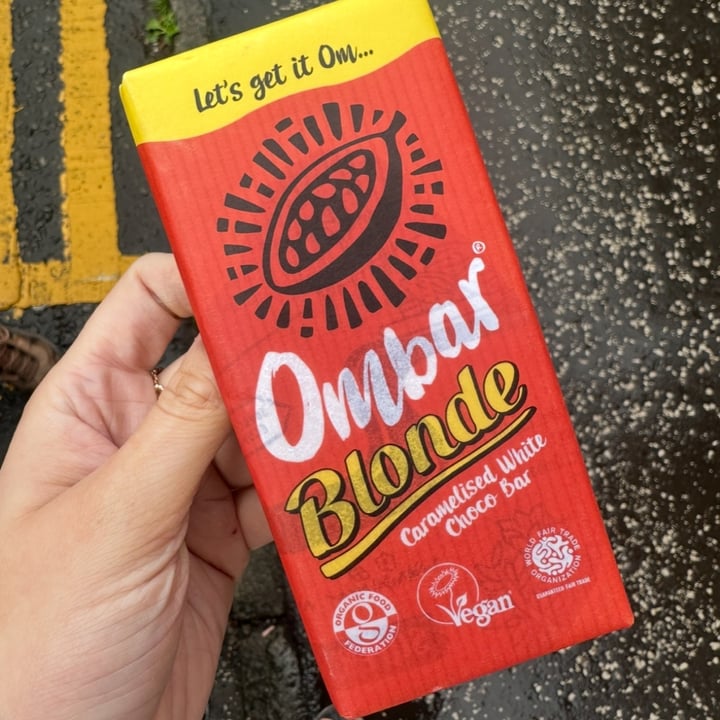 Let's get it Om...
Ombar®
Blonde
Caramelised White
Choco Bar
ORGANIC FOOD
FEDERATION
Vegan
WORLD FAIR TRADE
ORGANIZATION
GUARANTEED FAIR TRADE